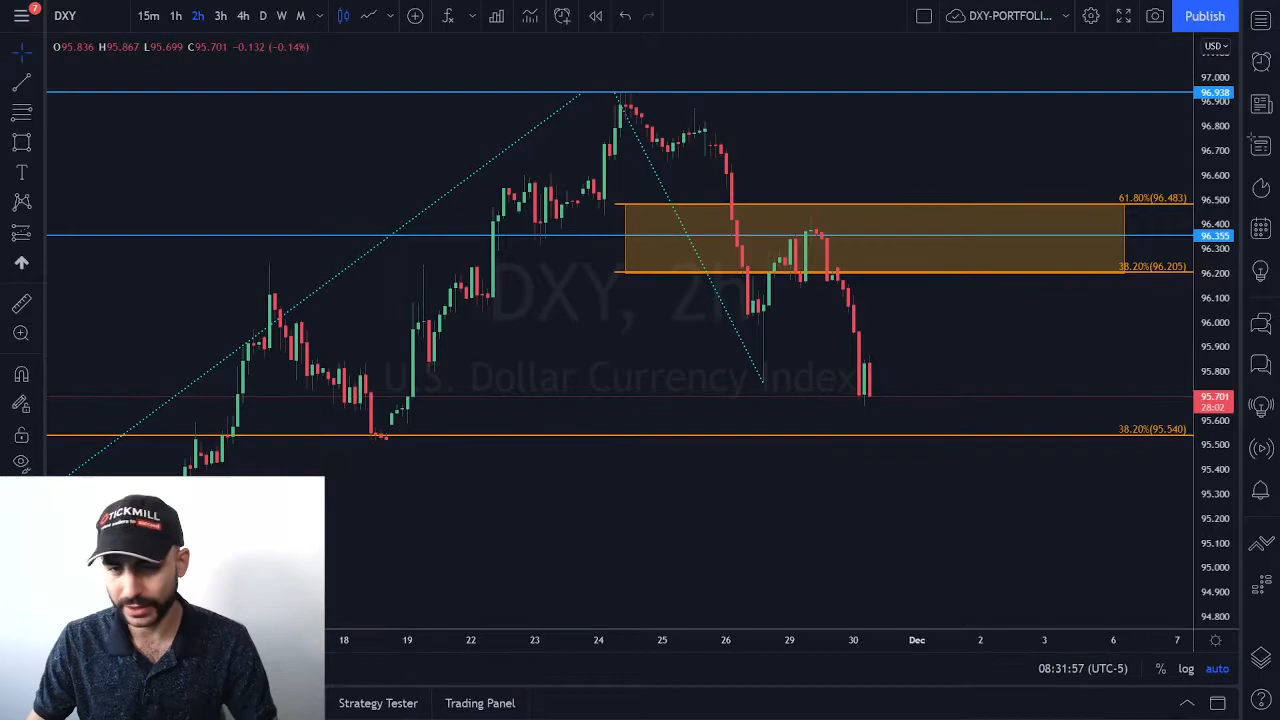 7
DXY
15m 1h 2h 3h 4h D W M
DXY-PORTFOLI...
Publish
O95.836 H95.867 L95.699 C95.701 −0.132 (−0.14%)
USD
97.000
96.938
96.900
96.800
96.700
96.600
61.80%(96.483)
96.500
96.400
96.355
96.300
38.20%(96.205)
96.200
DXY, 2h
96.100
96.000
95.900
U.S. Dollar Currency Index
95.800
95.701
28:02
95.600
38.20%(95.540)
95.500
95.400
95.300
95.200
95.100
95.000
94.900
94.800
TICKMILL
18 19 22 23 24 25 26 29 30 Dec 2 3 6 7
08:31:57 (UTC-5)
% log auto
Strategy Tester Trading Panel